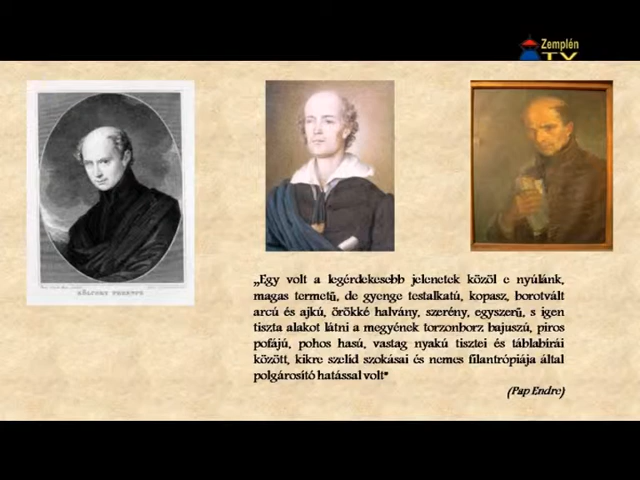 Zemplén
TV
KÖLCSEY FERENCZ
„Egy volt a legérdekesebb jelenetek közöl e nyúlánk,
magas termetű, de gyenge testalkatú, kopasz, borotvált
arcú és ajkú, örökké halvány, szerény, egyszerű, s igen
tiszta alakot látni a megyének torzonborz bajuszú, piros
pofájú, pohos hasú, vastag nyakú tisztei és táblabírái
között, kikre szelíd szokásai és nemes filantrópiája által
polgárosító hatással volt"
(Pap Endre)